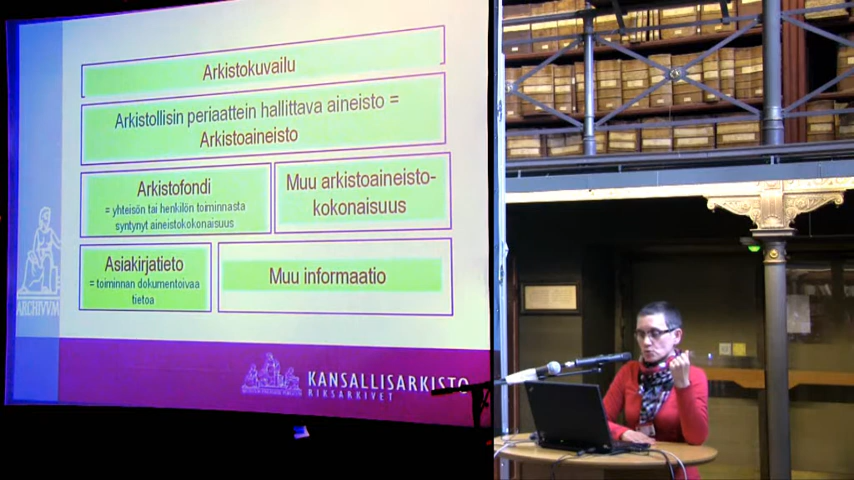 Arkistokuvailu
Arkistollisin periaattein hallittava aineisto =
Arkistoaineisto
Arkistofondi
= yhteisön tai henkilön toiminnasta
syntynyt aineistokokonaisuus
Muu arkistoaineisto-
kokonaisuus
Asiakirjatieto
= toiminnan dokumentoivaa
tietoa
Muu informaatio
ARCHIVVM
KANSALLISARKISTO
RIKSARKIVET